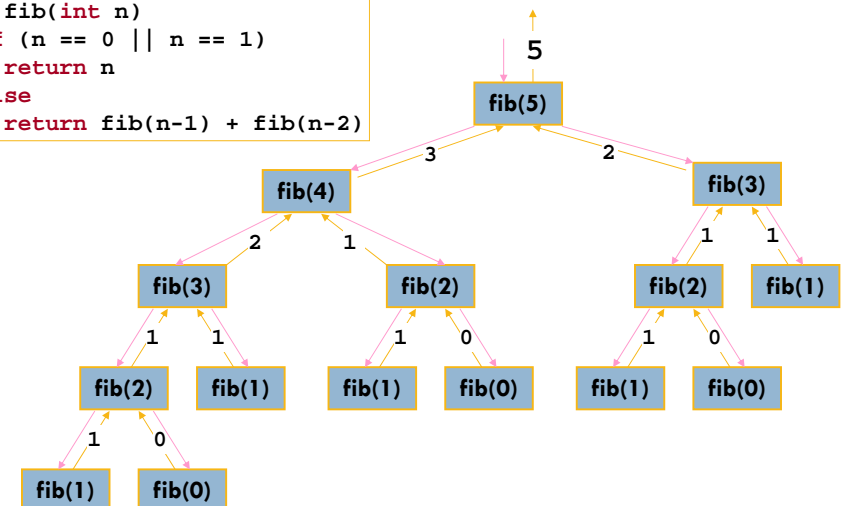 fib(int n)
(n == 0 || n == 1)
return n
return fib(n-1) + fib(n-2)
5
fib(5)
3
2
fib(4)
fib(3)
2
1
1
1
fib(3)
fib(2)
fib(2)
fib(1)
1
1
1
0
1
0
fib(2)
fib(1)
fib(1)
fib(0)
fib(1)
fib(0)
1
0
fib(1)
fib(0)